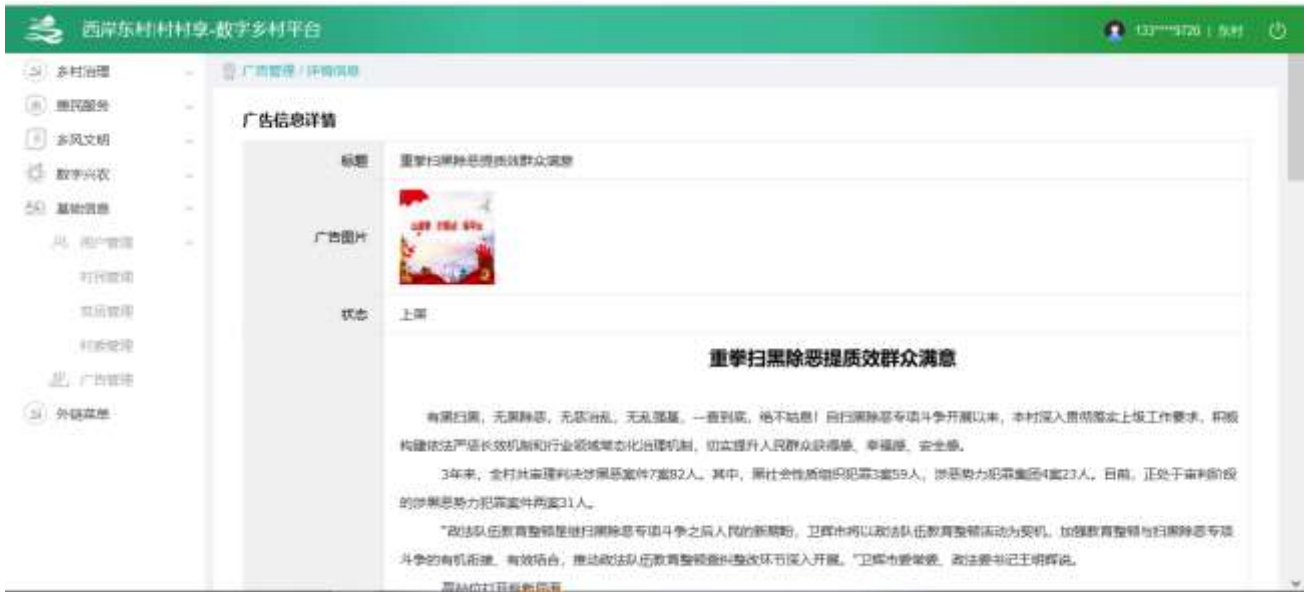 西岸东村|村村享-数字乡村平台
133****9726 | 东村
乡村治理
惠民服务
乡风文明
数字兴农
基础信息
用户管理
村民管理
党员管理
村委管理
广告管理
外链菜单
广告管理 / 详情信息
广告信息详情
标题
重拳扫黑除恶提质效群众满意
广告图片
状态
上架
重拳扫黑除恶提质效群众满意
有黑扫黑，无黑除恶，无恶治乱，无乱强基，一查到底，绝不姑息！自扫黑除恶专项斗争开展以来，本村深入贯彻落实上级工作要求，积极
构建依法严惩长效机制和行业领域常态化治理机制，切实提升人民群众获得感、幸福感、安全感。
3年来，全村共审理判决涉黑恶案件7案82人。其中，黑社会性质组织犯罪3案59人，涉恶势力犯罪集团4案23人。目前，正处于审判阶段
的涉黑恶势力犯罪案件两案31人。
“政法队伍教育整顿是继扫黑除恶专项斗争之后人民的新期盼，卫辉市将以政法队伍教育整顿活动为契机，加强教育整顿与扫黑除恶专项
斗争的有机衔接、有效结合，推动政法队伍教育整顿查纠整改环节深入开展。”卫辉市委常委、政法委书记王明辉说。